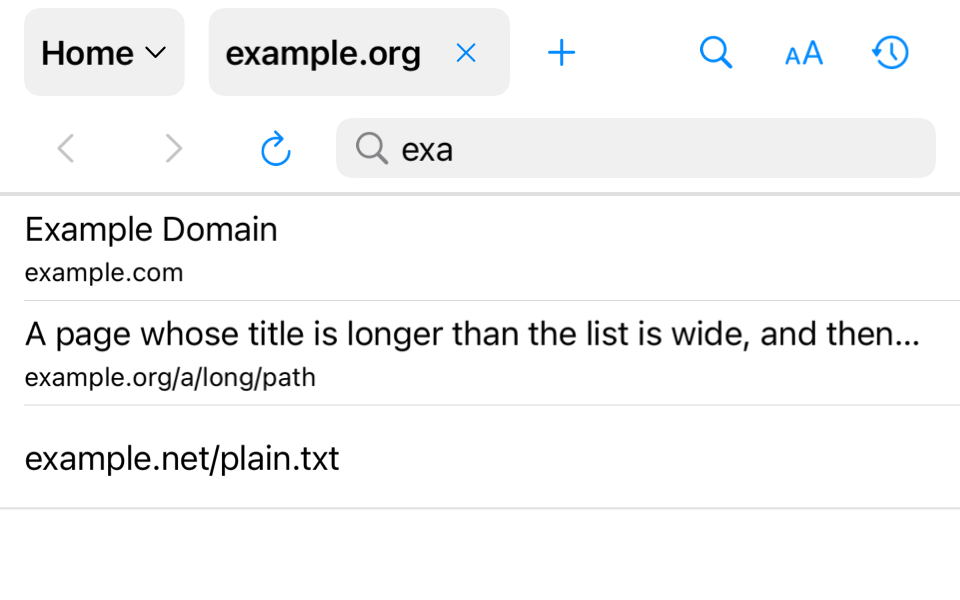 Home
example.org
AA
exa
Example Domain
example.com
A page whose title is longer than the list is wide, and then...
example.org/a/long/path
example.net/plain.txt